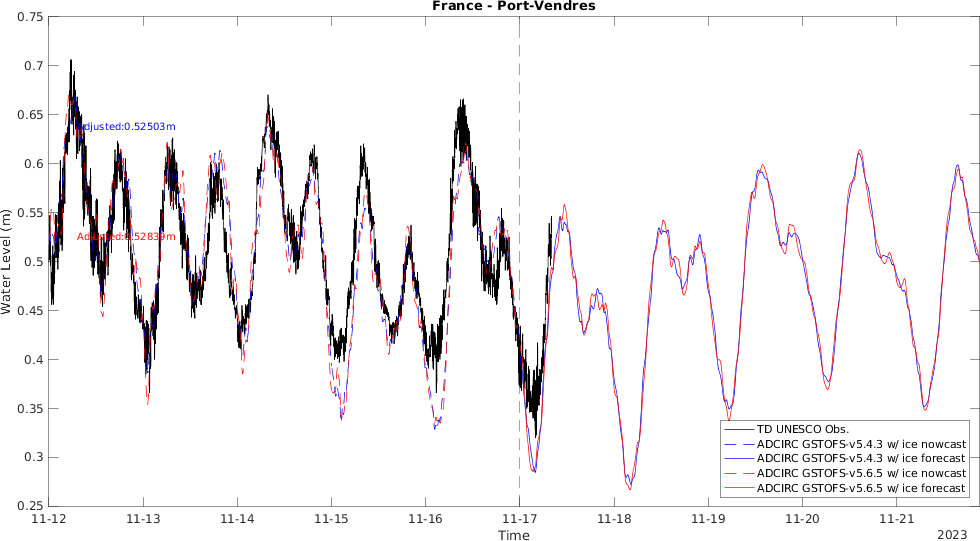 France - Port-Vendres
0.75
0.7
0.65
0.6
0.55
0.5
0.45
0.4
0.35
0.3
0.25
Water Level (m)
Adjusted:0.52503m
Adjusted:0.52839m
TD UNESCO Obs.
ADCIRC GSTOFS-v5.4.3 w/ ice nowcast
ADCIRC GSTOFS-v5.4.3 w/ ice forecast
ADCIRC GSTOFS-v5.6.5 w/ ice nowcast
ADCIRC GSTOFS-v5.6.5 w/ ice forecast
11-12 11-13 11-14 11-15 11-16 11-17 11-18 11-19 11-20 11-21
Time
2023